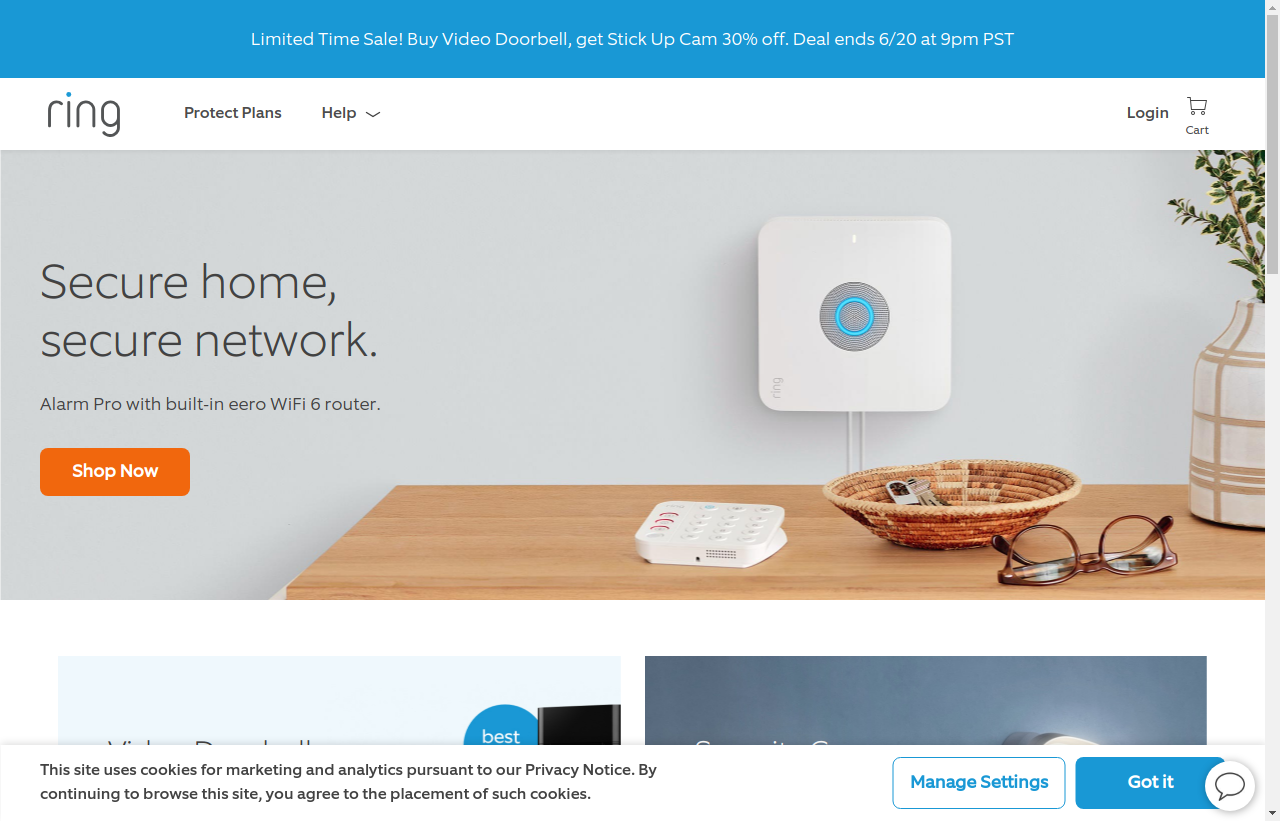 Limited Time Sale! Buy Video Doorbell, get Stick Up Cam 30% off. Deal ends 6/20 at 9pm PST
ring
Protect Plans
Help
Login
Cart
Secure home,
secure network.
Alarm Pro with built-in eero WiFi 6 router.
Shop Now
ring
best
This site uses cookies for marketing and analytics pursuant to our Privacy Notice. By
continuing to browse this site, you agree to the placement of such cookies.
Manage Settings
Got it